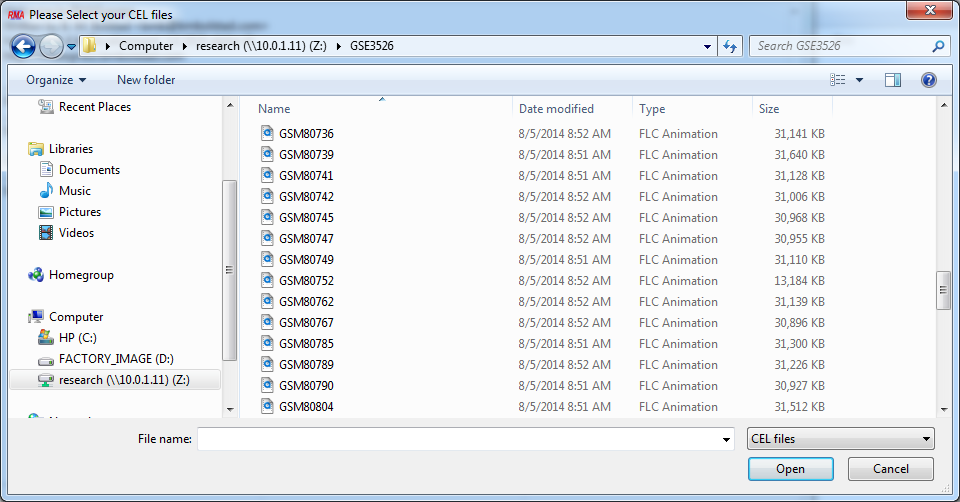 RMA Please Select your CEL files
Computer research (\\10.0.1.11) (Z:) GSE3526 Search GSE3526
Organize New folder
Recent Places
Libraries
Documents
Music
Pictures
Videos
Homegroup
Computer
HP (C:)
FACTORY_IMAGE (D:)
research (\\10.0.1.11) (Z:)
Name Date modified Type Size
GSM80736 8/5/2014 8:52 AM FLC Animation 31,141 KB
GSM80739 8/5/2014 8:51 AM FLC Animation 31,640 KB
GSM80741 8/5/2014 8:51 AM FLC Animation 31,128 KB
GSM80742 8/5/2014 8:52 AM FLC Animation 31,006 KB
GSM80745 8/5/2014 8:52 AM FLC Animation 30,968 KB
GSM80747 8/5/2014 8:52 AM FLC Animation 30,955 KB
GSM80749 8/5/2014 8:51 AM FLC Animation 31,110 KB
GSM80752 8/5/2014 8:52 AM FLC Animation 13,184 KB
GSM80762 8/5/2014 8:52 AM FLC Animation 31,139 KB
GSM80767 8/5/2014 8:52 AM FLC Animation 30,896 KB
GSM80785 8/5/2014 8:51 AM FLC Animation 31,300 KB
GSM80789 8/5/2014 8:52 AM FLC Animation 31,226 KB
GSM80790 8/5/2014 8:51 AM FLC Animation 30,927 KB
GSM80804 8/5/2014 8:51 AM FLC Animation 31,512 KB
File name: CEL files
Open Cancel